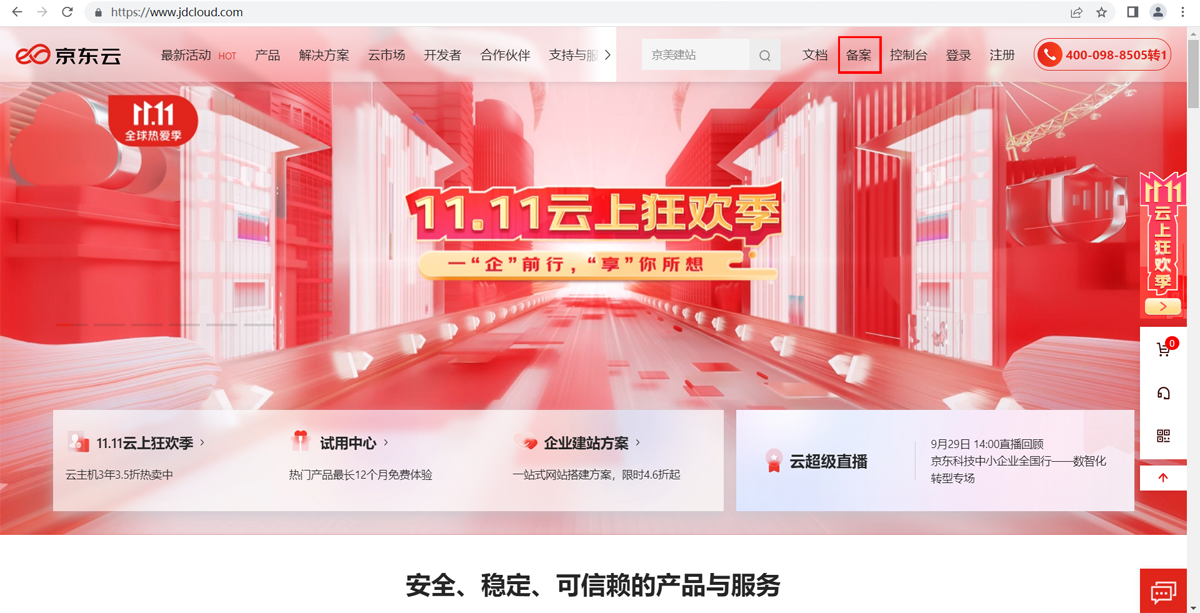 https://www.jdcloud.com
京东云
最新活动 HOT 产品 解决方案 云市场 开发者 合作伙伴 支持与服
京美建站
文档 备案 控制台 登录 注册
400-098-8505转1
11.11
全球热爱季
11.11云上狂欢季
一“企”前行，“享”你所想
11.11
云上狂欢季
0
11.11云上狂欢季
云主机3年3.5折热卖中
试用中心
热门产品最长12个月免费体验
企业建站方案
一站式网站搭建方案，限时4.6折起
云超级直播
9月29日 14:00直播回顾
京东科技中小企业全国行——数智化
转型专场
安全、稳定、可信赖的产品与服务